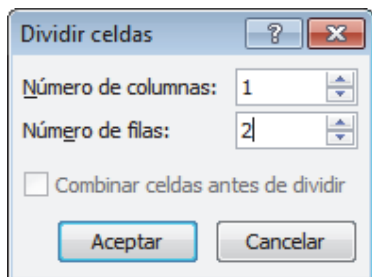 Dividir celdas
Número de columnas: 1
Número de filas: 2
Combinar celdas antes de dividir
Aceptar Cancelar